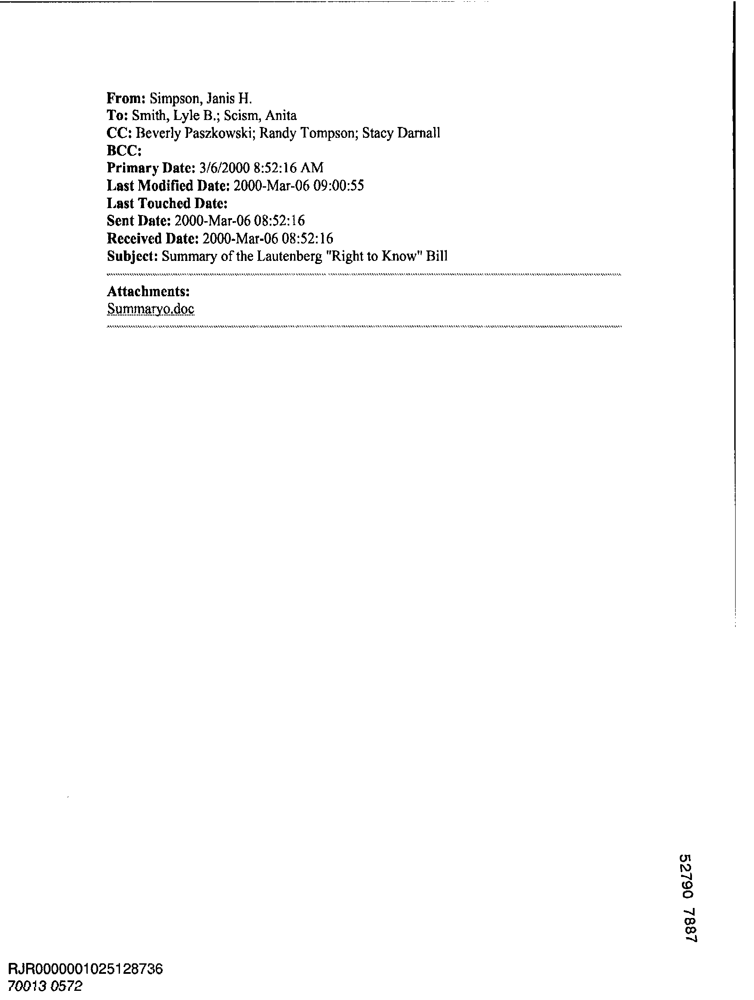 From: Simpson, Janis H.
To: Smith, Lyle B.; Scism, Anita
CC: Beverly Paszkowski; Randy Tompson; Stacy Darnall
BCC:
Primary Date: 3/6/2000 8:52:16 AM
Last Modified Date: 2000-Mar-06 09:00:55
Last Touched Date:
Sent Date: 2000-Mar-06 08:52:16
Received Date: 2000-Mar-06 08:52:16
Subject: Summary of the Lautenberg "Right to Know" Bill
Attachments:
Summaryo.doc
52790 7887
RJR0000001025128736
70013 0572